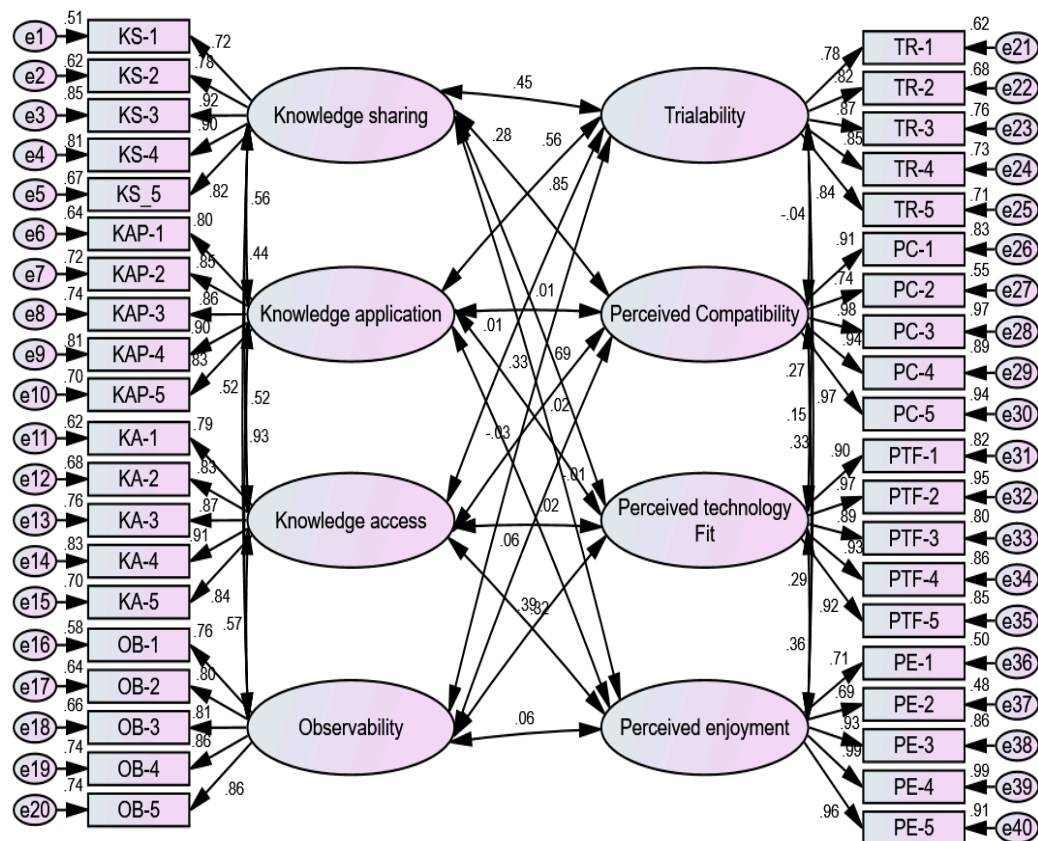 .51
e1
KS-1
.72
.62
e2
KS-2
.78
.85
e3
KS-3
.92
.81
e4
KS-4
.90
.67
e5
KS_5
.82
.64
e6
KAP-1
.80
.72
e7
KAP-2
.85
.74
e8
KAP-3
.86
.81
e9
KAP-4
.90
.70
e10
KAP-5
.83
.62
e11
KA-1
.79
.68
e12
KA-2
.83
.76
e13
KA-3
.87
.83
e14
KA-4
.91
.70
e15
KA-5
.84
.58
e16
OB-1
.76
.64
e17
OB-2
.80
.66
e18
OB-3
.81
.74
e19
OB-4
.86
.74
e20
OB-5
.86
Knowledge sharing
Knowledge application
Knowledge access
Observability
.56
.44
.52
.52
.93
.57
.45
.28
.56
.85
.01
.01
.33
.69
.02
-.03
-.01
.02
.06
.39
.82
.06
Trialability
Perceived Compatibility
Perceived technology
Fit
Perceived enjoyment
-.04
.27
.15
.33
.29
.36
.78
TR-1
.62
e21
.82
TR-2
.68
e22
.87
TR-3
.76
e23
.85
TR-4
.73
e24
.84
TR-5
.71
e25
.91
PC-1
.83
e26
.74
PC-2
.55
e27
.98
PC-3
.97
e28
.94
PC-4
.89
e29
.97
PC-5
.94
e30
.90
PTF-1
.82
e31
.97
PTF-2
.95
e32
.89
PTF-3
.80
e33
.93
PTF-4
.86
e34
.92
PTF-5
.85
e35
.71
PE-1
.50
e36
.69
PE-2
.48
e37
.93
PE-3
.86
e38
.99
PE-4
.99
e39
.96
PE-5
.91
e40